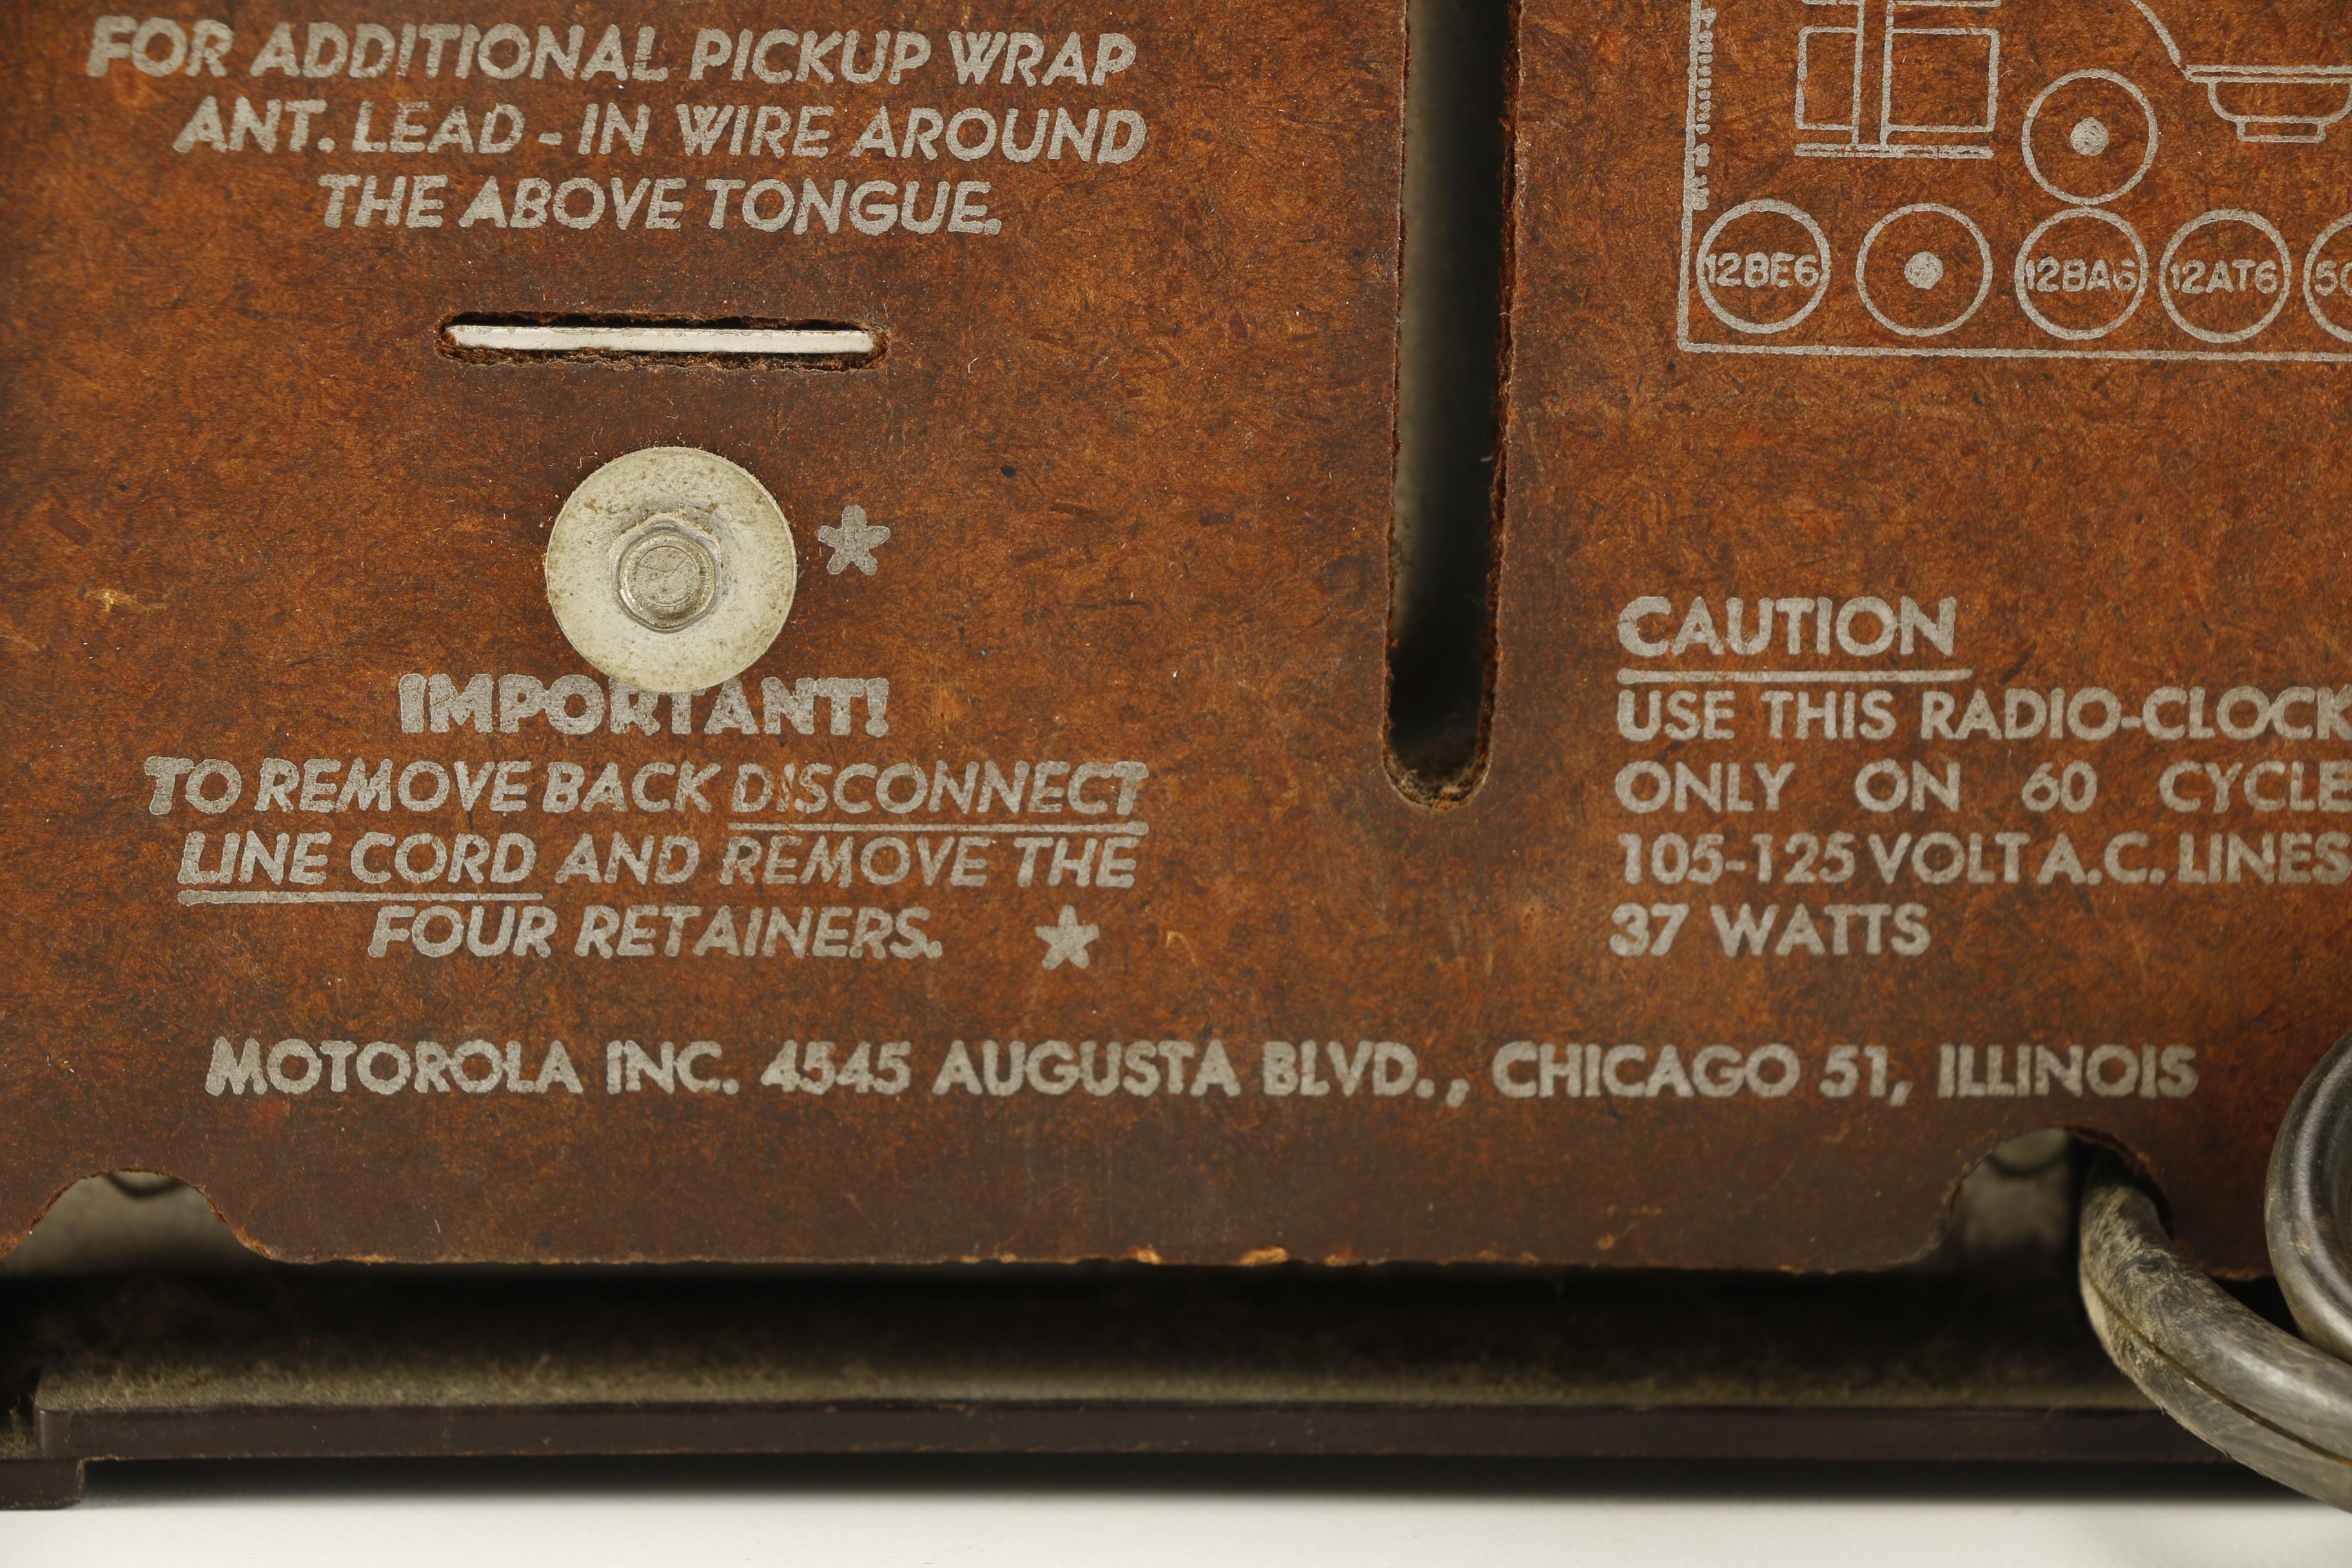 FOR ADDITIONAL PICKUP WRAP
ANT. LEAD-IN WIRE AROUND
THE ABOVE TONGUE.
12BE6
12BA6
12AT6
IMPORTANT!
TO REMOVE BACK DISCONNECT
LINE CORD AND REMOVE THE
FOUR RETAINERS.
CAUTION
USE THIS RADIO-CLOCK
ONLY ON 60 CYCLE
105-125 VOLT A.C. LINES
37 WATTS
MOTOROLA INC. 4545 AUGUSTA BLVD., CHICAGO 51, ILLINOIS